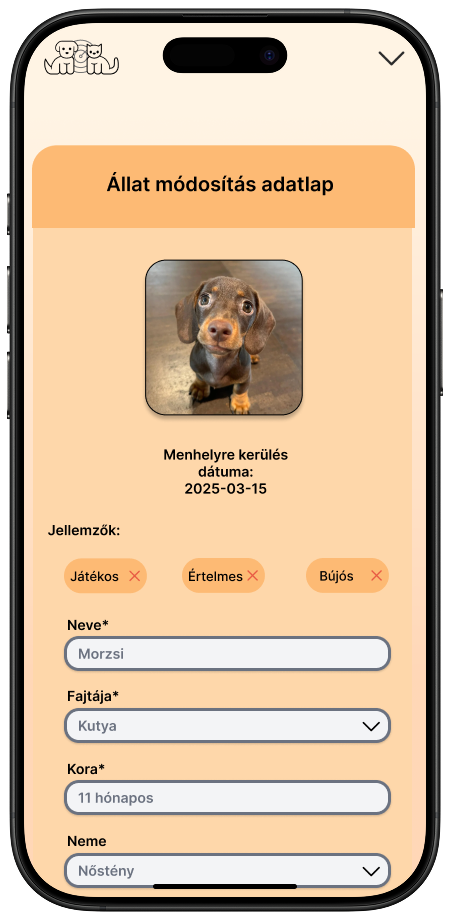 Állat módosítás adatlap
Menhelyre kerülés
dátuma:
2025-03-15
Jellemzők:
Játékos
Értelmes
Bújós
Neve*
Morzsi
Fajtája*
Kutya
Kora*
11 hónapos
Neme
Nőstény